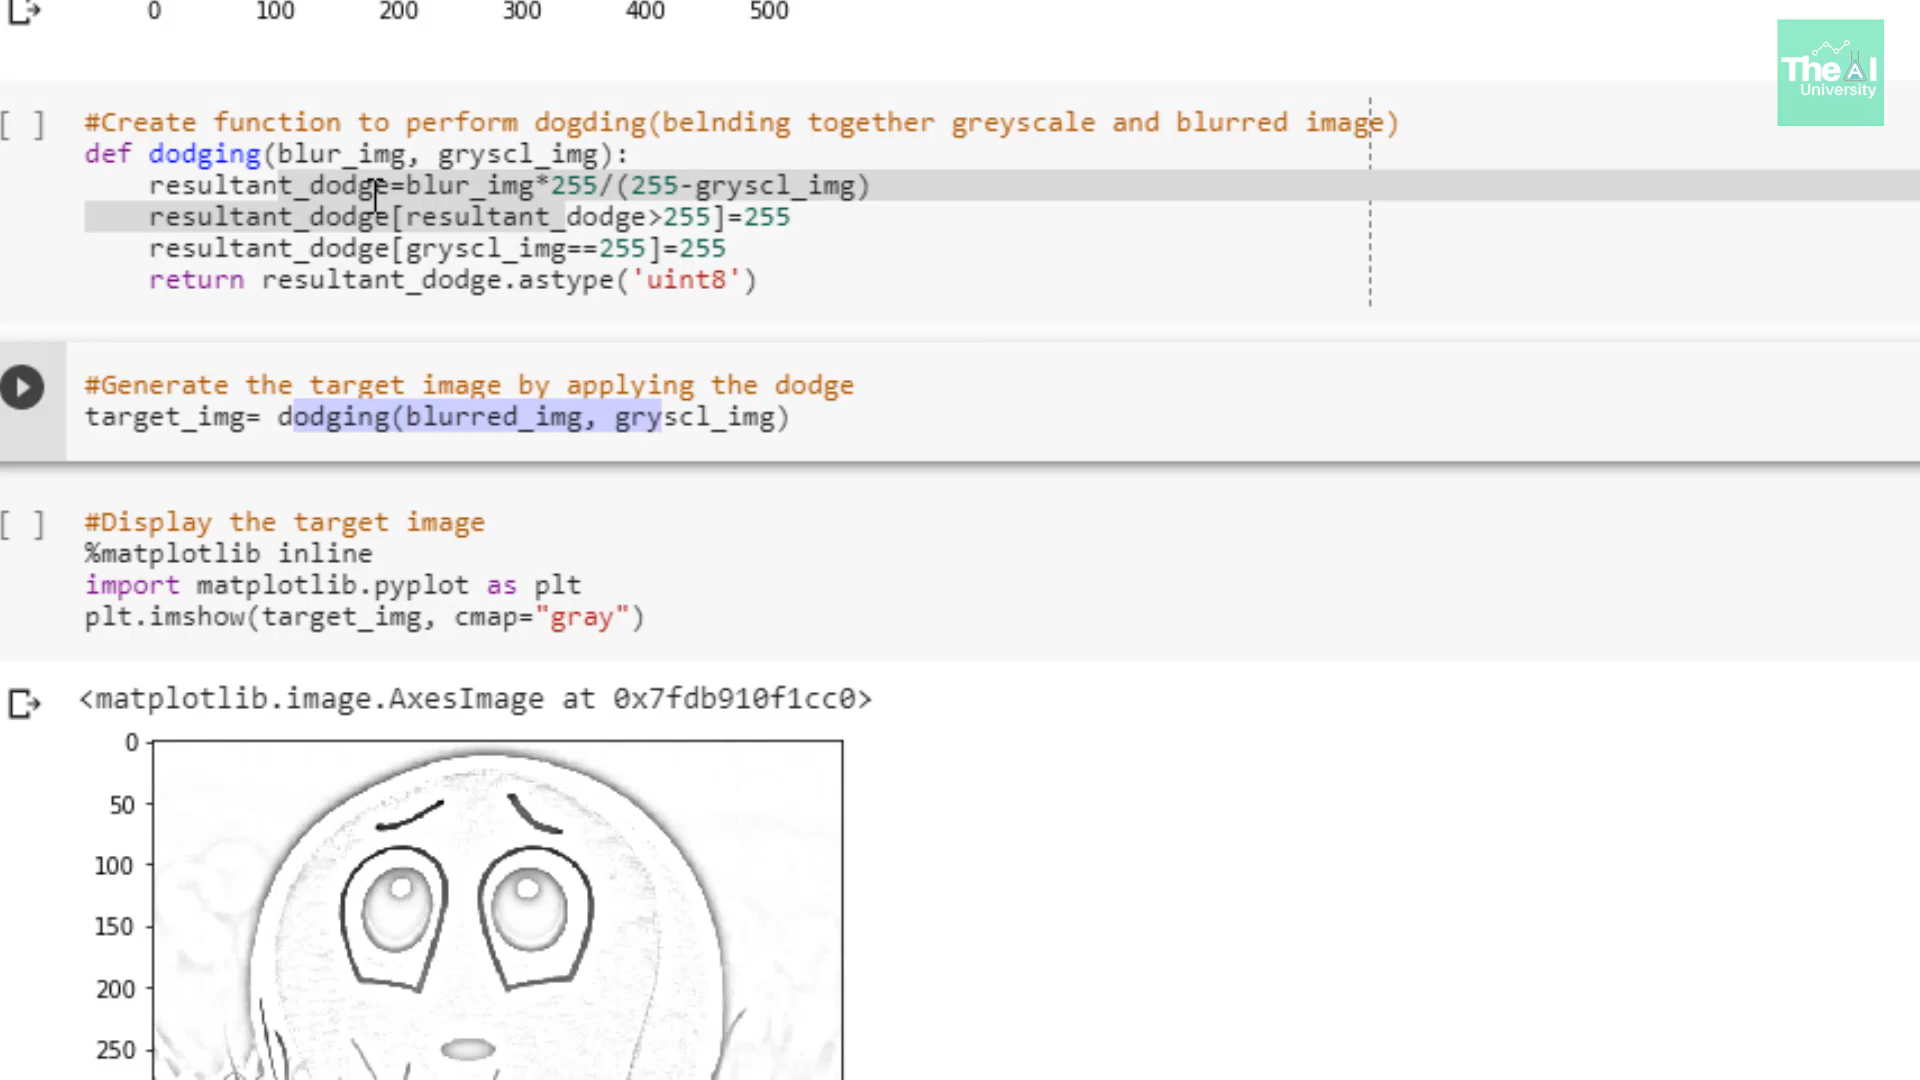 0 100 200 300 400 500
The AI
University
[ ] #Create function to perform dogding(belnding together greyscale and blurred image)
def dodging(blur_img, gryscl_img):
resultant_dodge=blur_img*255/(255-gryscl_img)
resultant_dodge[resultant_dodge>255]=255
resultant_dodge[gryscl_img==255]=255
return resultant_dodge.astype('uint8')
#Generate the target image by applying the dodge
target_img= dodging(blurred_img, gryscl_img)
[ ] #Display the target image
%matplotlib inline
import matplotlib.pyplot as plt
plt.imshow(target_img, cmap="gray")
<matplotlib.image.AxesImage at 0x7fdb910f1cc0>
0
50
100
150
200
250